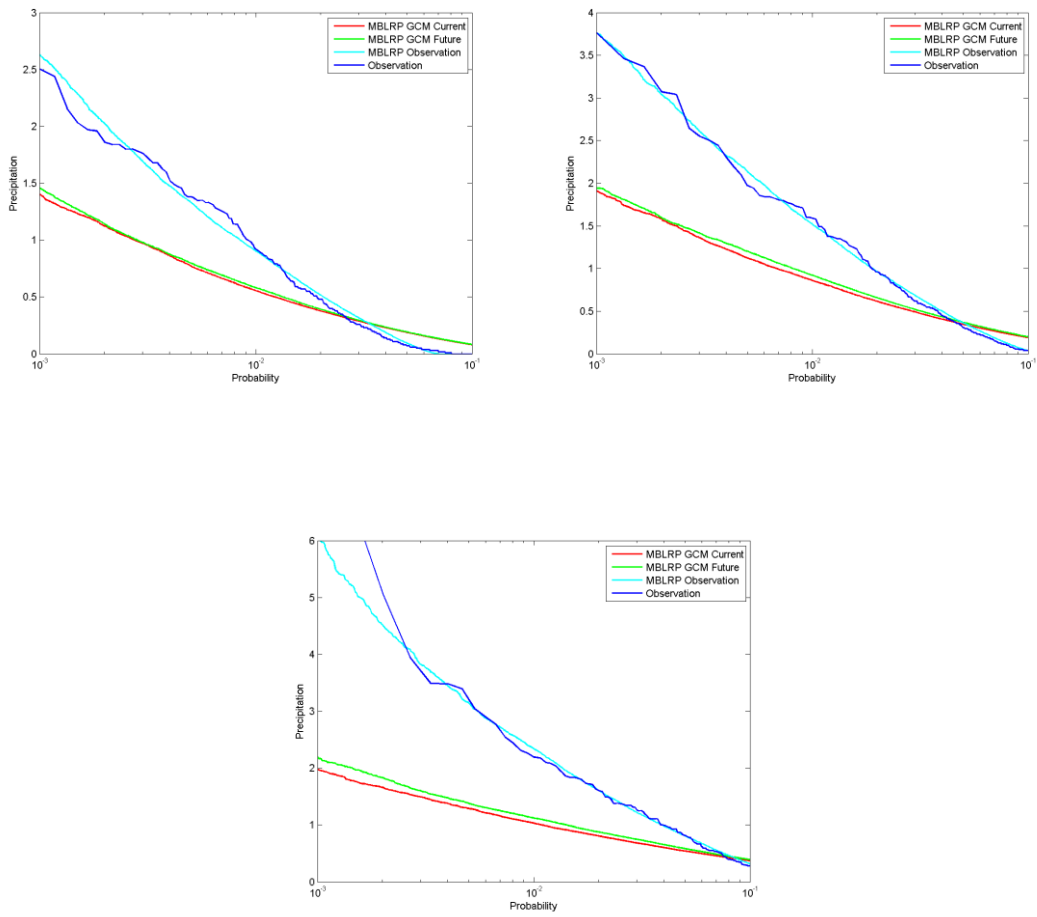 3
2.5
2
1.5
1
0.5
0
10^-3
10^-2
10^-1
Precipitation
Probability
MBLRP GCM Current
MBLRP GCM Future
MBLRP Observation
Observation
4
3.5
3
2.5
2
1.5
1
0.5
0
10^-3
10^-2
10^-1
Precipitation
Probability
MBLRP GCM Current
MBLRP GCM Future
MBLRP Observation
Observation
6
5
4
3
2
1
0
10^-3
10^-2
10^-1
Precipitation
Probability
MBLRP GCM Current
MBLRP GCM Future
MBLRP Observation
Observation